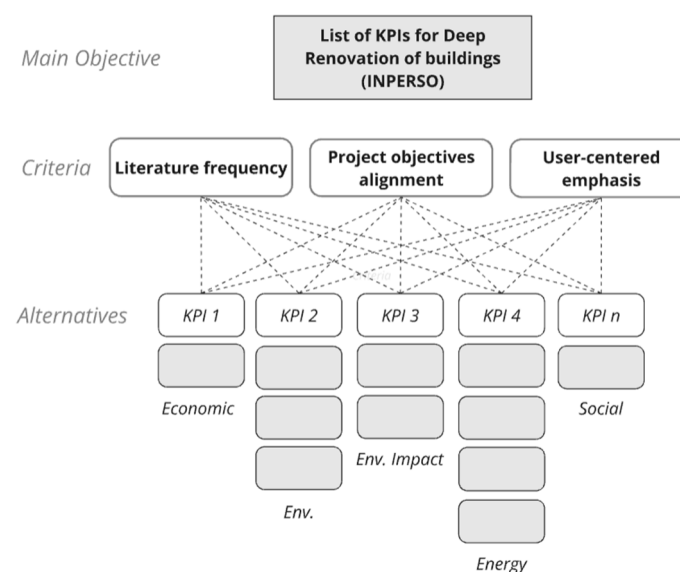 List of KPIs for Deep
Renovation of buildings
(INPERSO)
Main Objective
Criteria
Literature frequency
Project objectives
alignment
User-centered
emphasis
Alternatives
KPI 1
KPI 2
KPI 3
KPI 4
KPI n
Economic
Social
Env. Impact
Env.
Energy